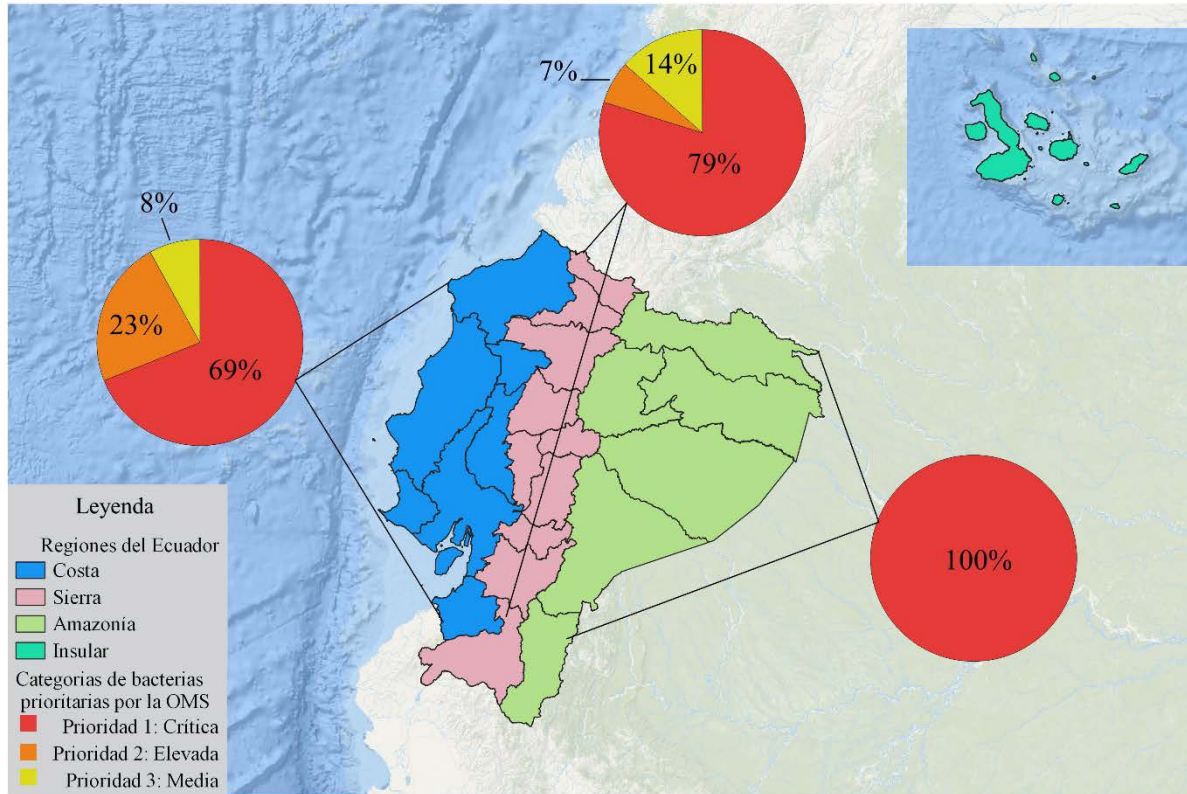 14%
7%
79%
8%
23%
69%
100%
Leyenda
Regiones del Ecuador
Costa
Sierra
Amazonía
Insular
Categorias de bacterias
prioritarias por la OMS
Prioridad 1: Crítica
Prioridad 2: Elevada
Prioridad 3: Media